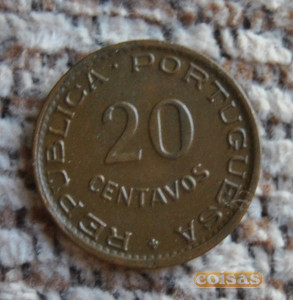 REPUBLICA · PORTUGUESA
20
CENTAVOS
coisas